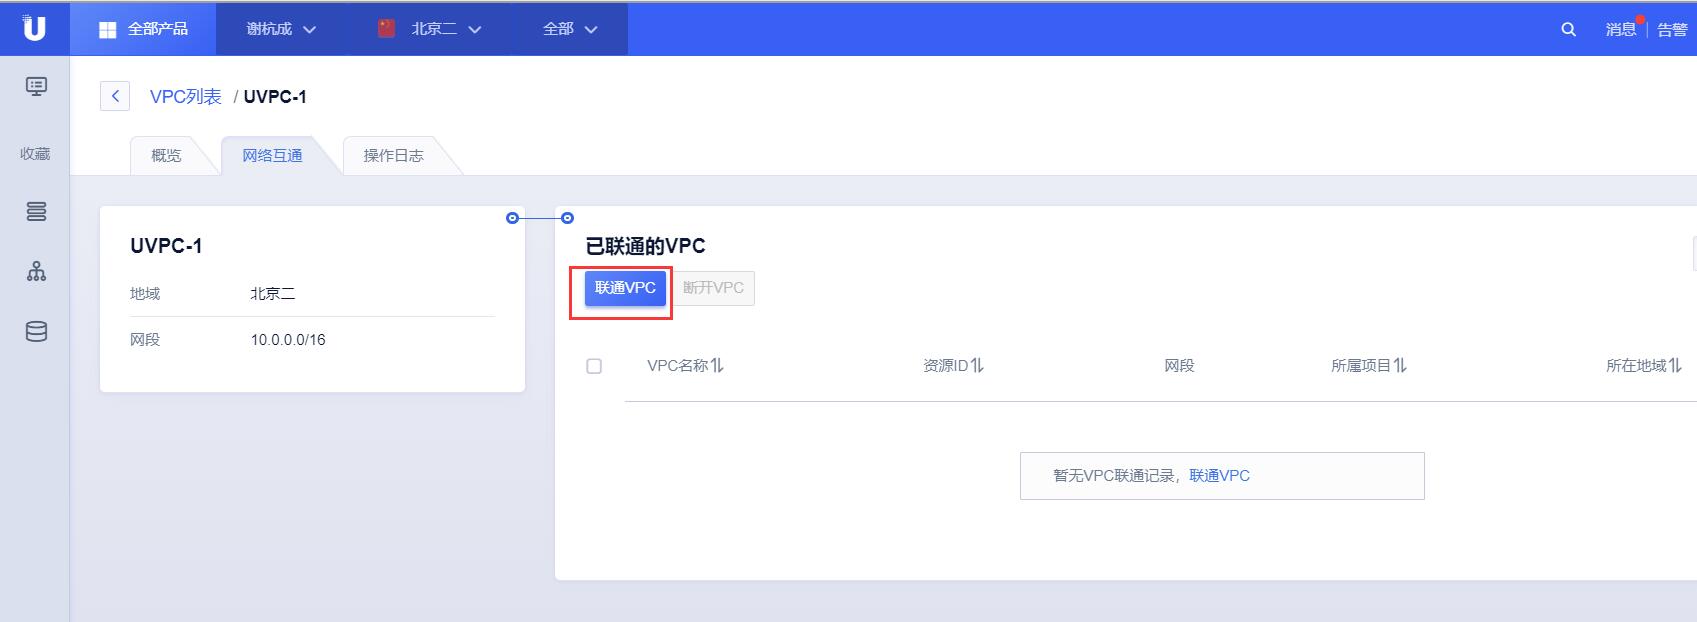 U 全部产品 谢杭成 北京二 全部 消息 告警
VPC列表 / UVPC-1
收藏
概览 网络互通 操作日志
UVPC-1
地域 北京二
网段 10.0.0.0/16
已联通的VPC
联通VPC 断开VPC
VPC名称 资源ID 网段 所属项目 所在地域
暂无VPC联通记录，联通VPC